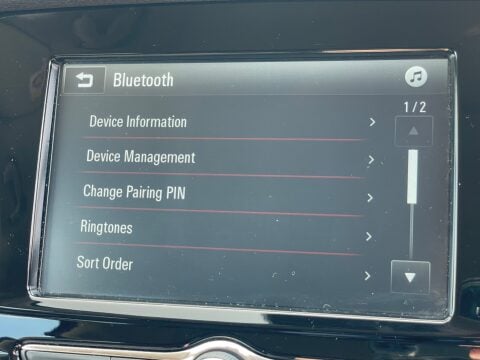 Bluetooth
1/2
Device Information
Device Management
Change Pairing PIN
Ringtones
Sort Order